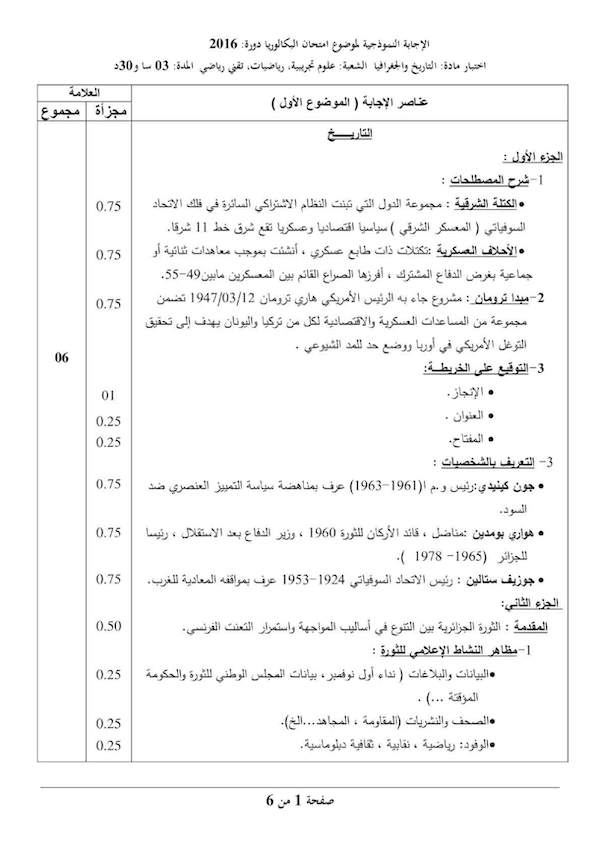 الإجابة النموذجية لموضوع امتحان البكالوريا دورة: 2016
اختبار مادة: التاريخ والجغرافيا الشعبة: علوم تجريبية، رياضيات، تقني رياضي المدة: 03 سا و30د
العلامة
عناصر الإجابة ( الموضوع الأول )
مجزأة
مجموع
التاريـــــخ
الجزء الأول :
1-شرح المصطلحات :
•الكتلة الشرقية : مجموعة الدول التي تبنت النظام الاشتراكي السائرة في فلك الاتحاد
0.75
السوفياتي ( المعسكر الشرقي ) سياسيا اقتصاديا وعسكريا تقع شرق خط 11 شرقا.
•الأحلاف العسكرية :تكتلات ذات طابع عسكري ، أنشئت بموجب معاهدات ثنائية أو
0.75
جماعية بغرض الدفاع المشترك ، أفرزها الصراع القائم بين المعسكرين مابين49-55.
2-مبدا ترومان : مشروع جاء به الرئيس الأمريكي هاري ترومان 1947/03/12 تضمن
0.75
مجموعة من المساعدات العسكرية والاقتصادية لكل من تركيا واليونان يهدف إلى تحقيق
التوغل الأمريكي في أوربا ووضع حد للمد الشيوعي .
06
3-التوقيع على الخريطـــة:
• الإنجاز.
01
• العنوان .
0.25
• المفتاح.
0.25
3- التعريف بالشخصيات :
• جون كينيدي:رئيس و.م ا(1961-1963) عرف بمناهضة سياسة التمييز العنصري ضد
0.75
السود.
• هواري بومدين :مناضل ، قائد الأركان للثورة 1960 ، وزير الدفاع بعد الاستقلال ، رئيسا
0.75
للجزائر (1965- 1978 ).
• جوزيف ستالين : رئيس الاتحاد السوفياتي 1924-1953 عرف بمواقفه المعادية للغرب.
0.75
الجزء الثاني:
المقدمة : الثورة الجزائرية بين التنوع في أساليب المواجهة واستمرار التعنت الفرنسي.
0.50
1-مظاهر النشاط الإعلامي للثورة :
•البيانات والبلاغات ( نداء أول نوفمبر، بيانات المجلس الوطني للثورة والحكومة
0.25
المؤقتة ...) .
•الصحف والنشريات (المقاومة ، المجاهد...الخ).
0.25
•الوفود: رياضية ، نقابية ، ثقافية دبلوماسية.
0.25
صفحة 1 من 6